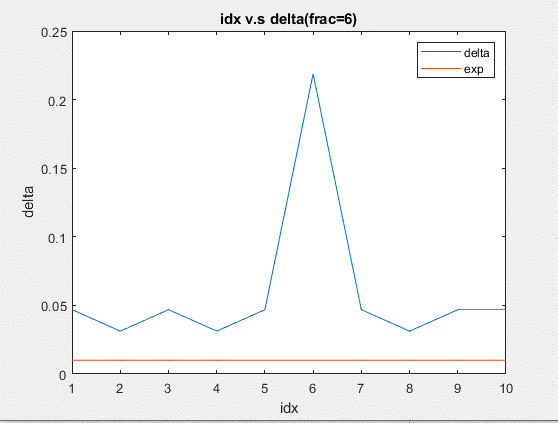 idx v.s delta(frac=6)
delta
exp
0.25
0.2
0.15
0.1
0.05
0
delta
1 2 3 4 5 6 7 8 9 10
idx